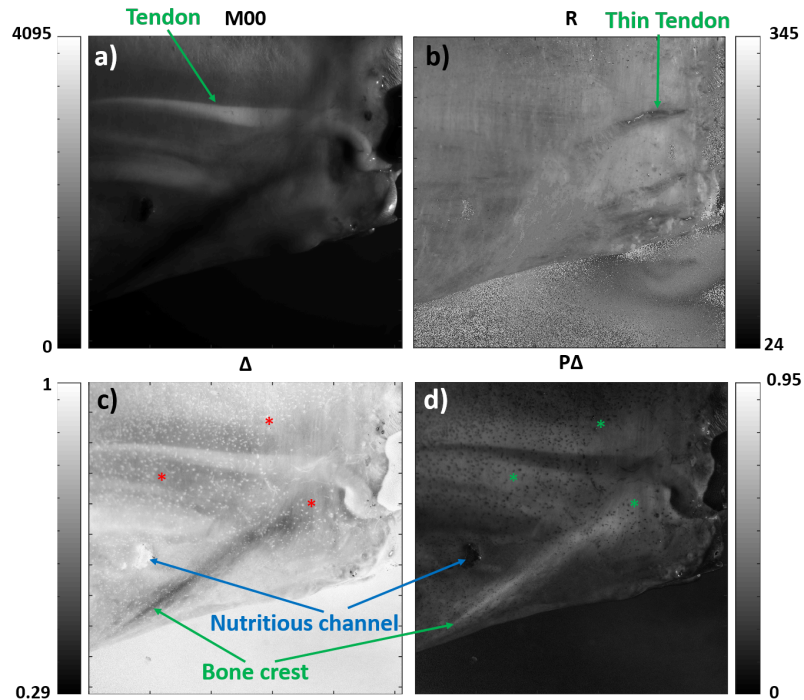 Tendon
M00
R
Thin Tendon
4095
a)
b)
345
0
24
Δ
PΔ
1
c)
*
*
*
d)
*
*
*
0.95
Nutritious channel
Bone crest
0.29
0